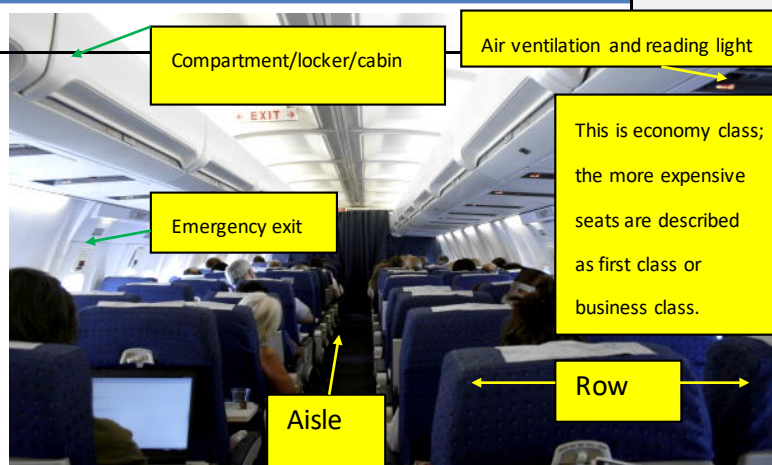 Compartment/locker/cabin
Air ventilation and reading light
EXIT
This is economy class;
the more expensive
seats are described
as first class or
business class.
Emergency exit
Row
Aisle